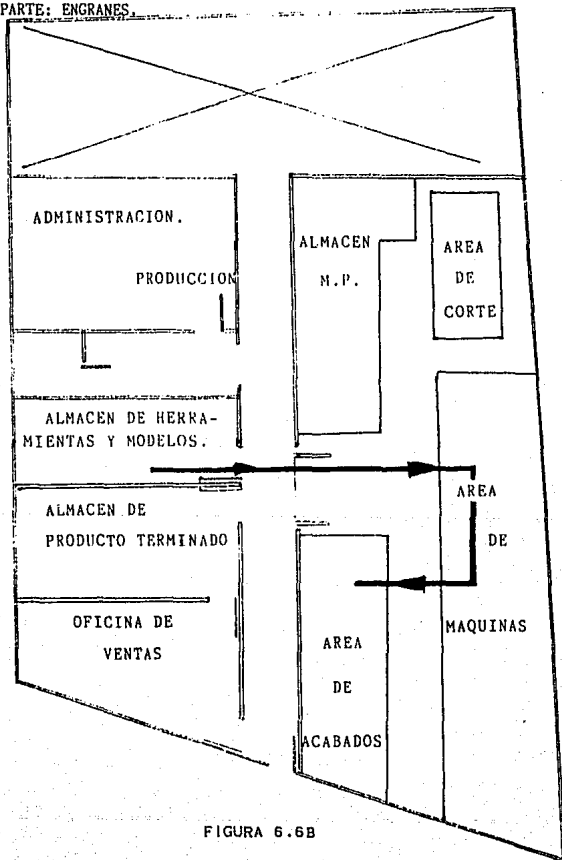 PARTE: ENGRANES.
ADMINISTRACION.
PRODUCCION
ALMACEN
M.P.
AREA
DE
CORTE
ALMACEN DE HERRA-
MIENTAS Y MODELOS.
ALMACEN DE
PRODUCTO TERMINADO
AREA
DE
MAQUINAS
OFICINA DE
VENTAS
AREA
DE
ACABADOS
FIGURA 6.6B